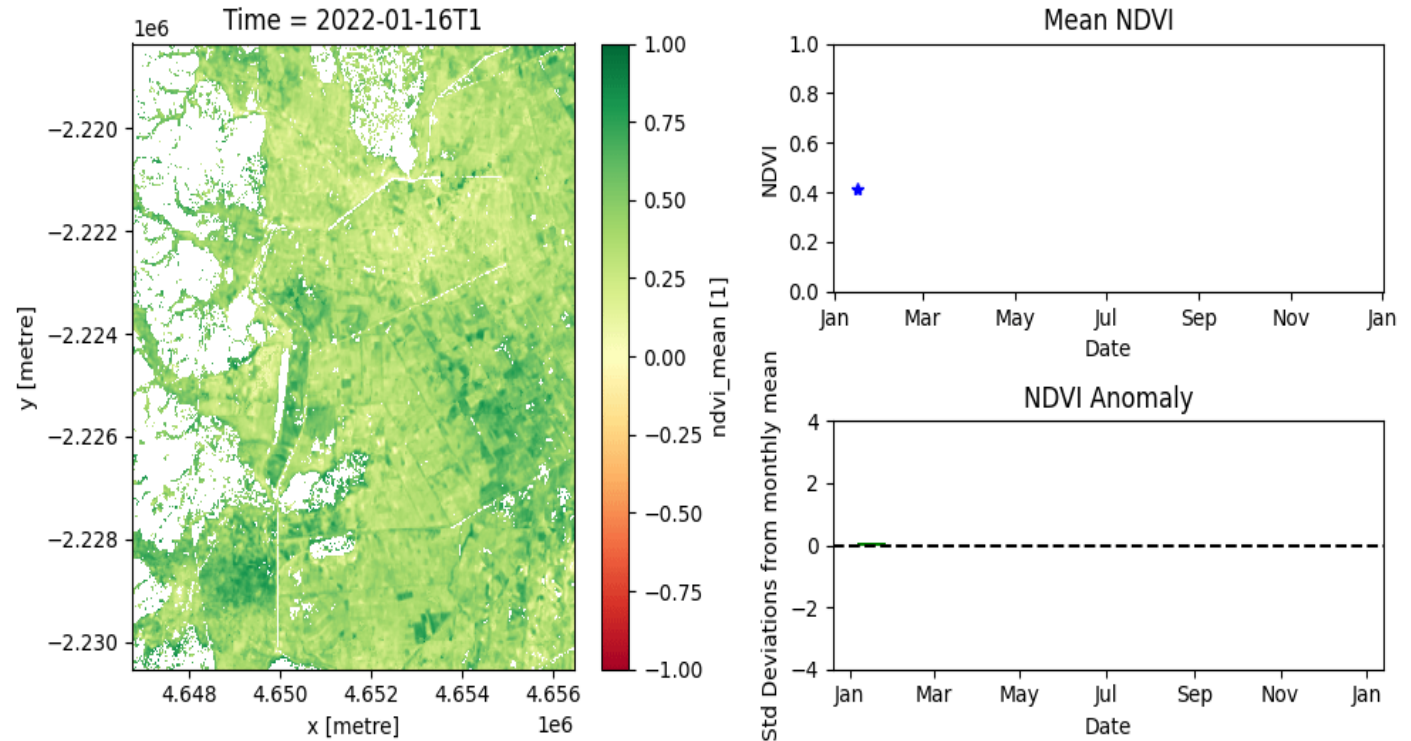 Time = 2022-01-16T1
1e6
−2.220
−2.222
−2.224
−2.226
−2.228
−2.230
y [metre]
4.648 4.650 4.652 4.654 4.656
x [metre]
1e6
1.00
0.75
0.50
0.25
0.00
−0.25
−0.50
−0.75
−1.00
ndvi_mean [1]
Mean NDVI
1.0
0.8
0.6
0.4
0.2
0.0
NDVI
Jan Mar May Jul Sep Nov Jan
Date
NDVI Anomaly
4
2
0
−2
−4
Std Deviations from monthly mean
Jan Mar May Jul Sep Nov Jan
Date